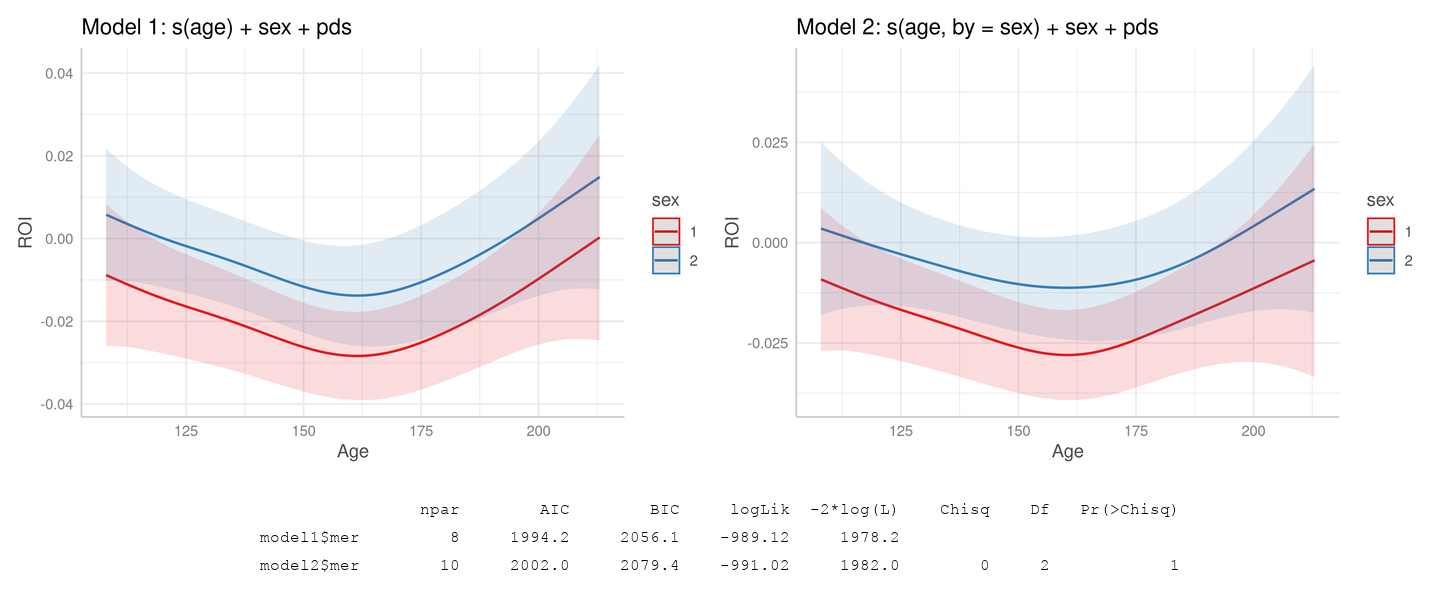 Model 1: s(age) + sex + pds
0.04
0.02
0.00
-0.02
-0.04
ROI
125 150 175 200
Age
sex
1
2
Model 2: s(age, by = sex) + sex + pds
0.025
0.000
-0.025
ROI
125 150 175 200
Age
sex
1
2
npar AIC BIC logLik -2*log(L) Chisq Df Pr(>Chisq)
model1$mer 8 1994.2 2056.1 -989.12 1978.2
model2$mer 10 2002.0 2079.4 -991.02 1982.0 0 2 1